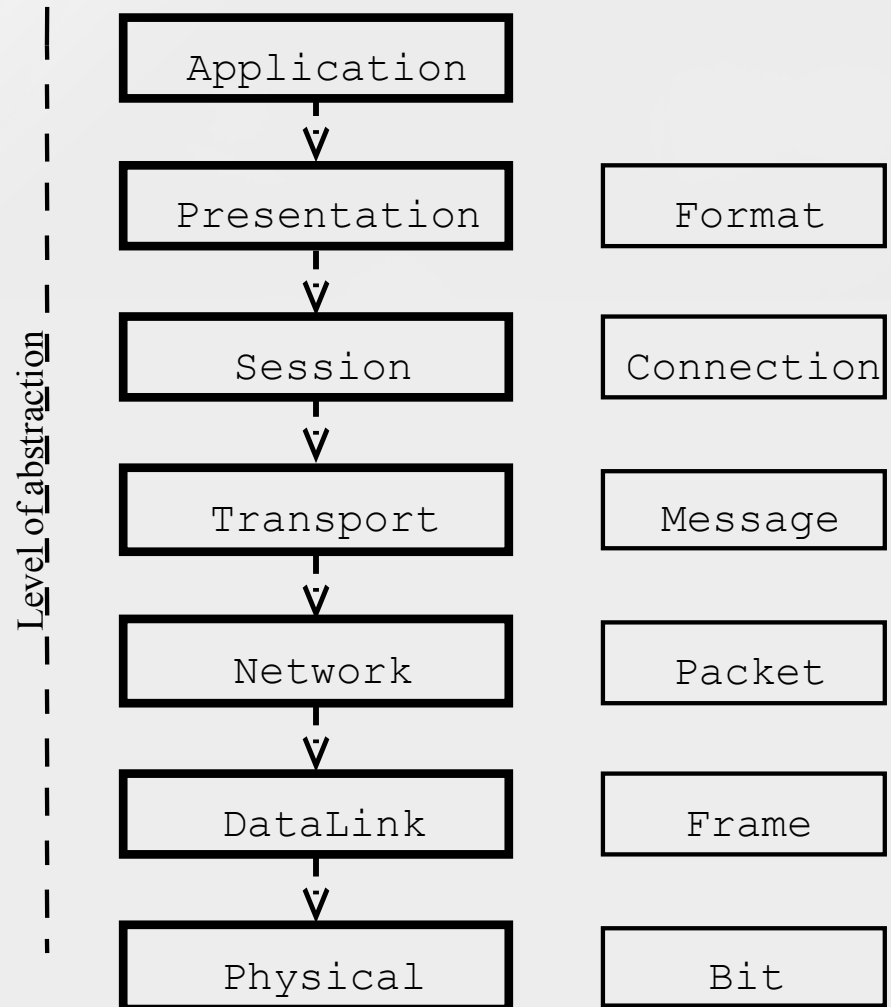 Application
Presentation
Format
Session
Connection
Level of abstraction
Transport
Message
Network
Packet
DataLink
Frame
Physical
Bit